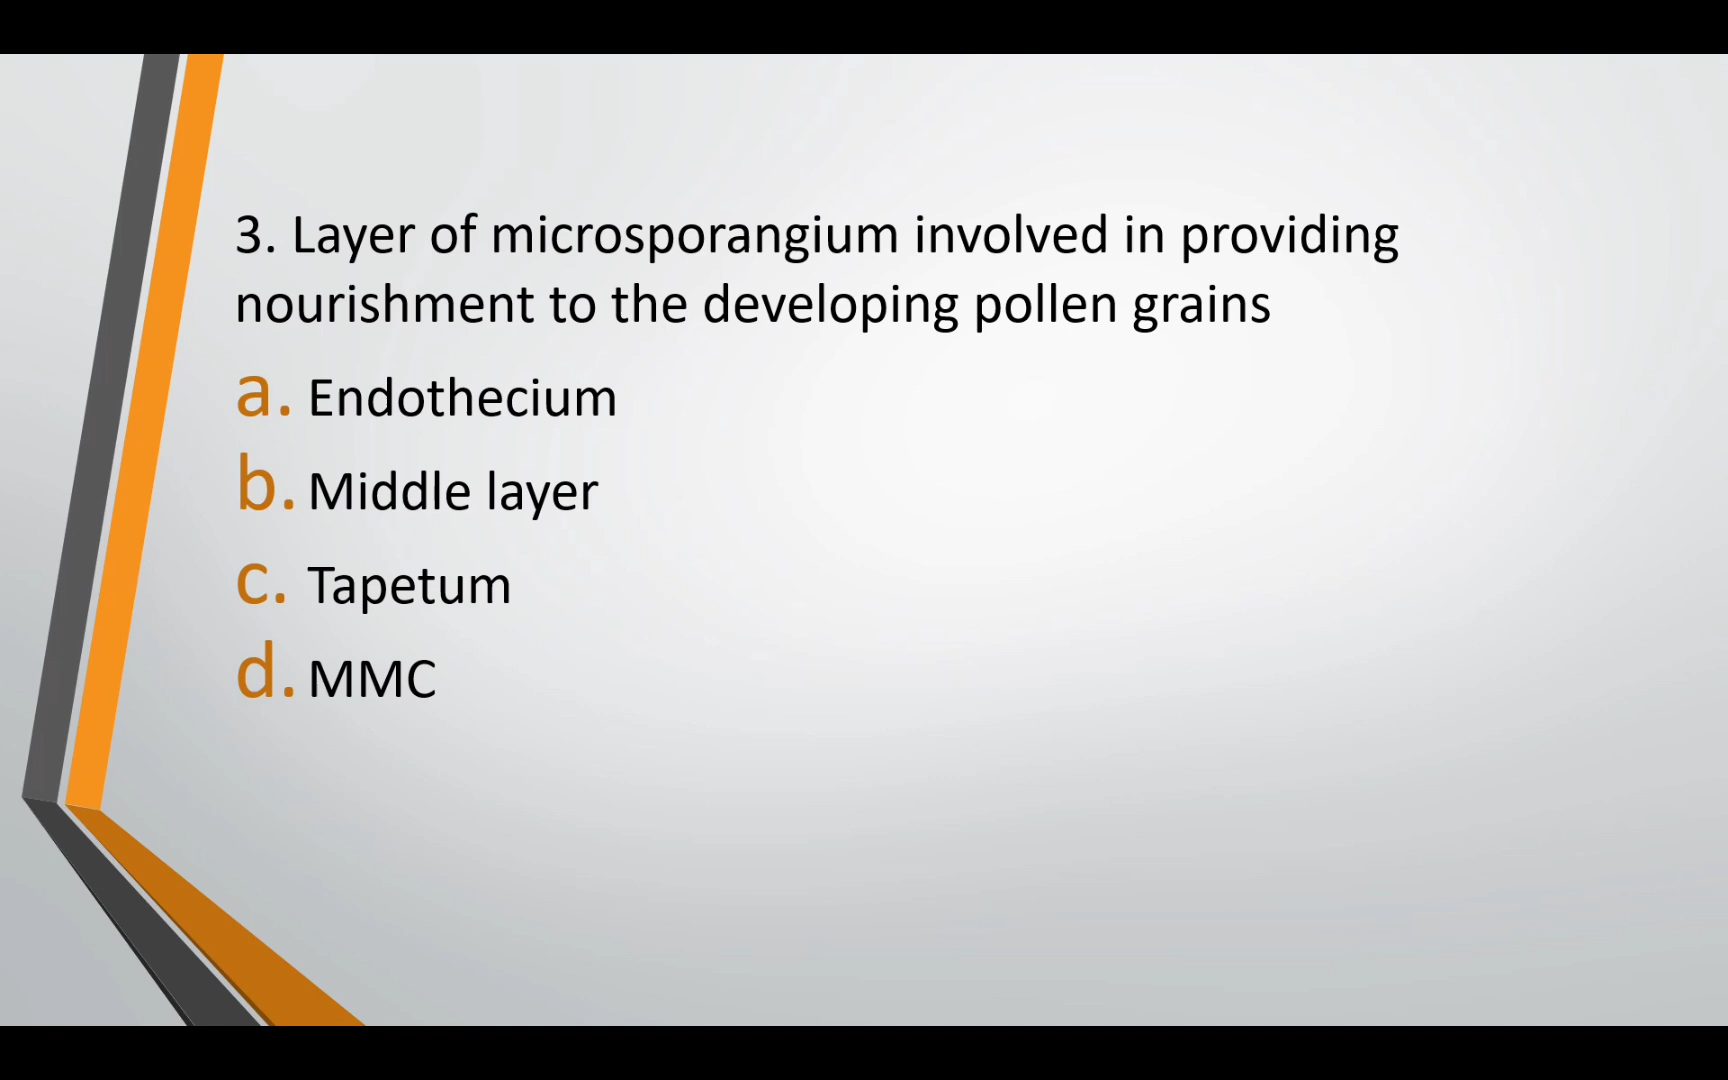 3. Layer of microsporangium involved in providing
nourishment to the developing pollen grains
a. Endothecium
b. Middle layer
c. Tapetum
d. MMC